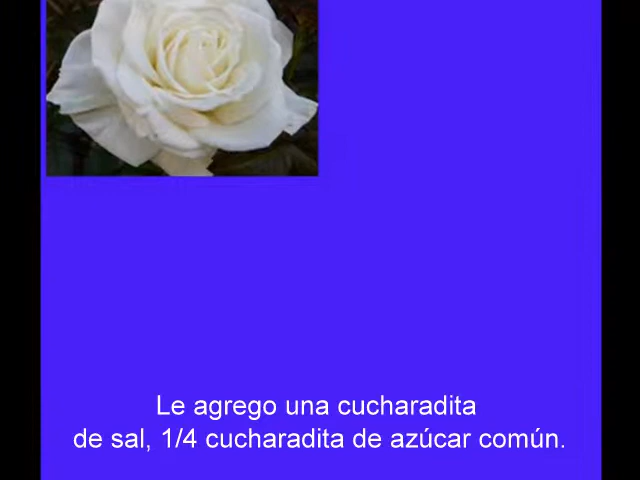 Le agrego una cucharadita
de sal, 1/4 cucharadita de azúcar común.